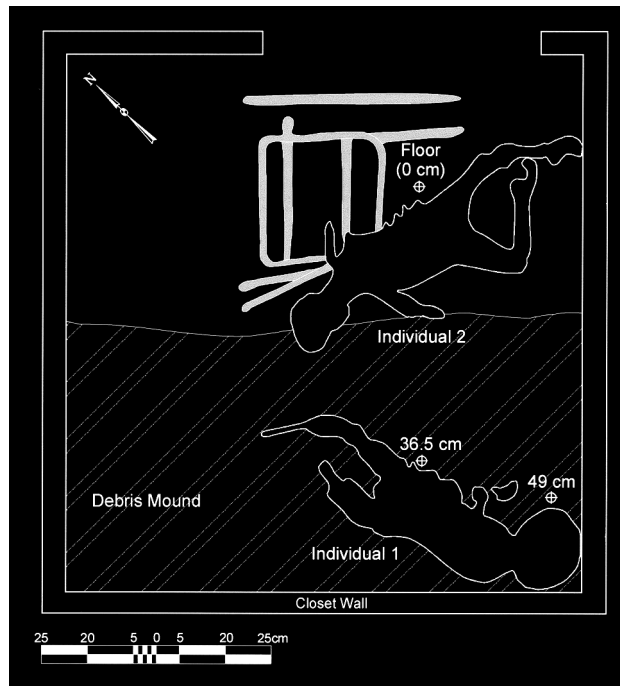 N
Floor
(0 cm)
Individual 2
36.5 cm
49 cm
Debris Mound
Individual 1
Closet Wall
25 20 5 0 5 20 25cm